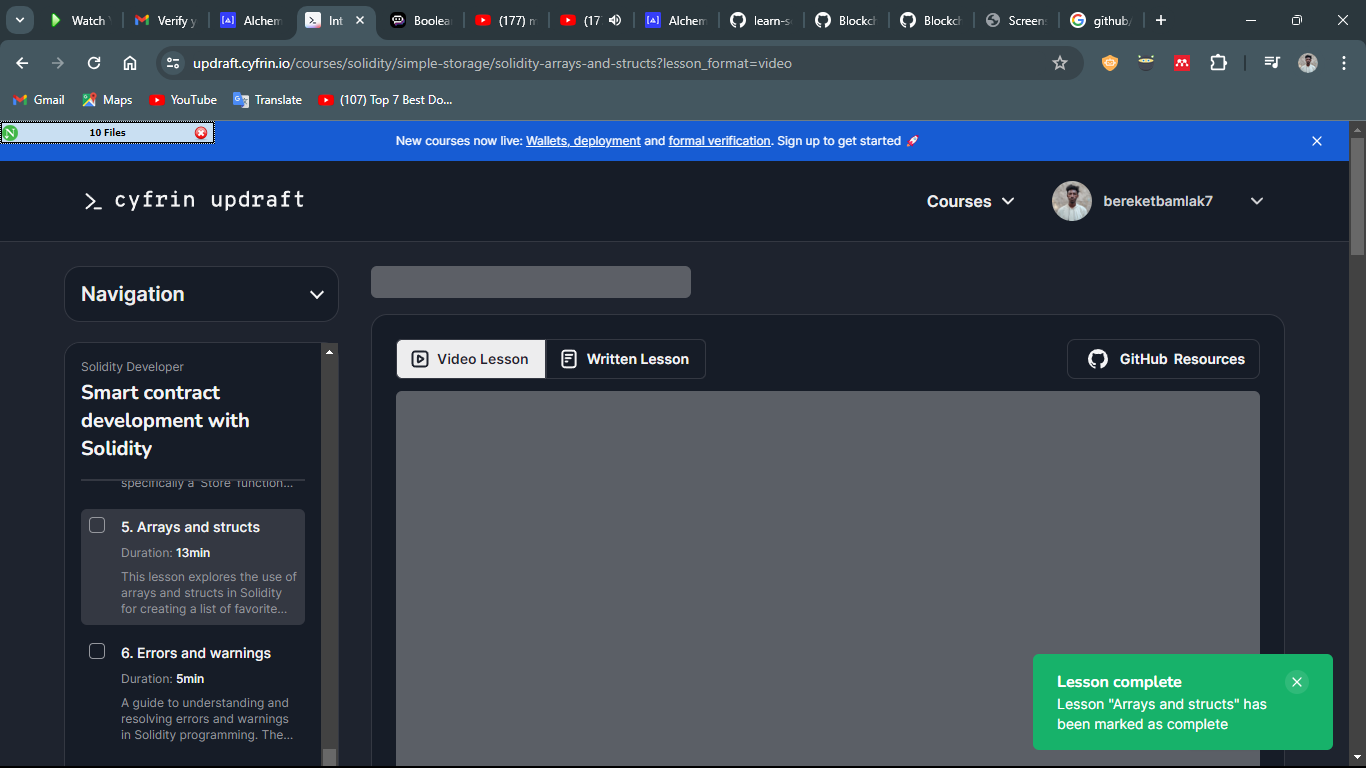 Watch
Verify y
Alchem
Int
Boolea
(177) m
(17
Alchem
learn-s
Blockch
Blockch
Screen
github/
updraft.cyfrin.io/courses/solidity/simple-storage/solidity-arrays-and-structs?lesson_format=video
Gmail
Maps
YouTube
Translate
(107) Top 7 Best Do...
10 Files
New courses now live: Wallets, deployment and formal verification. Sign up to get started 🚀
>_ cyfrin updraft
Courses
bereketbamlak7
Navigation
Video Lesson
Written Lesson
GitHub Resources
Solidity Developer
Smart contract
development with
Solidity
specifically a 'Store' function...
5. Arrays and structs
Duration: 13min
This lesson explores the use of
arrays and structs in Solidity
for creating a list of favorite...
6. Errors and warnings
Duration: 5min
A guide to understanding and
resolving errors and warnings
in Solidity programming. The...
Lesson complete
Lesson "Arrays and structs" has
been marked as complete